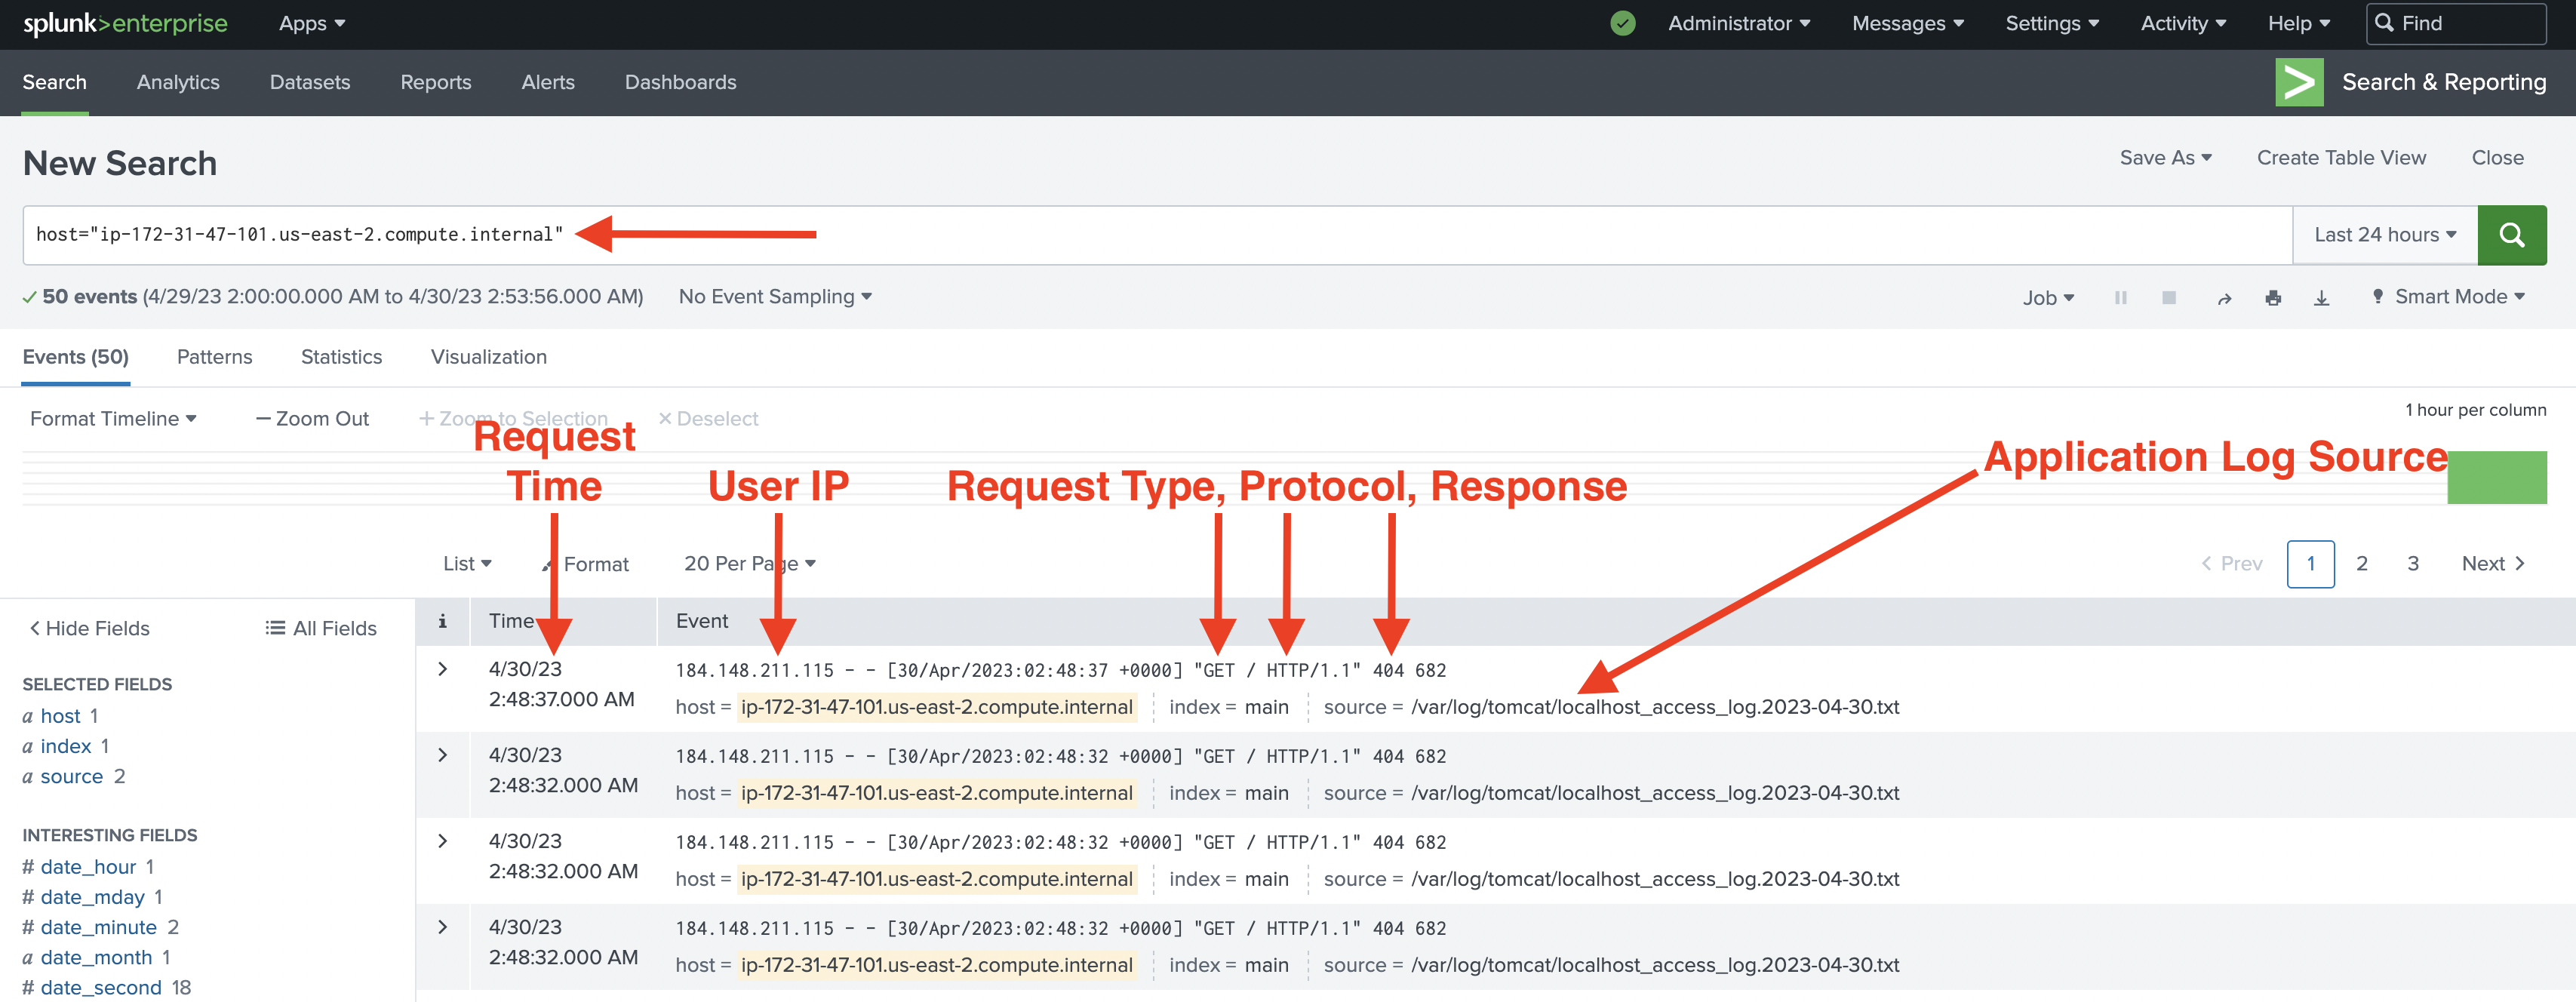 splunk>enterprise Apps Administrator Messages Settings Activity Help Find
Search Analytics Datasets Reports Alerts Dashboards Search & Reporting
New Search Save As Create Table View Close
host="ip-172-31-47-101.us-east-2.compute.internal" Last 24 hours
50 events (4/29/23 2:00:00.000 AM to 4/30/23 2:53:56.000 AM) No Event Sampling Job Smart Mode
Events (50) Patterns Statistics Visualization
Format Timeline — Zoom Out + Zoom to Selection × Deselect 1 hour per column
Request
Time User IP Request Type, Protocol, Response Application Log Source
List Format 20 Per Page < Prev 1 2 3 Next >
< Hide Fields All Fields
i Time Event
SELECTED FIELDS
a host 1
a index 1
a source 2
INTERESTING FIELDS
# date_hour 1
# date_mday 1
# date_minute 2
a date_month 1
# date_second 18
> 4/30/23 184.148.211.115 - - [30/Apr/2023:02:48:37 +0000] "GET / HTTP/1.1" 404 682
2:48:37.000 AM host = ip-172-31-47-101.us-east-2.compute.internal index = main source = /var/log/tomcat/localhost_access_log.2023-04-30.txt
> 4/30/23 184.148.211.115 - - [30/Apr/2023:02:48:32 +0000] "GET / HTTP/1.1" 404 682
2:48:32.000 AM host = ip-172-31-47-101.us-east-2.compute.internal index = main source = /var/log/tomcat/localhost_access_log.2023-04-30.txt
> 4/30/23 184.148.211.115 - - [30/Apr/2023:02:48:32 +0000] "GET / HTTP/1.1" 404 682
2:48:32.000 AM host = ip-172-31-47-101.us-east-2.compute.internal index = main source = /var/log/tomcat/localhost_access_log.2023-04-30.txt
> 4/30/23 184.148.211.115 - - [30/Apr/2023:02:48:32 +0000] "GET / HTTP/1.1" 404 682
2:48:32.000 AM host = ip-172-31-47-101.us-east-2.compute.internal index = main source = /var/log/tomcat/localhost_access_log.2023-04-30.txt